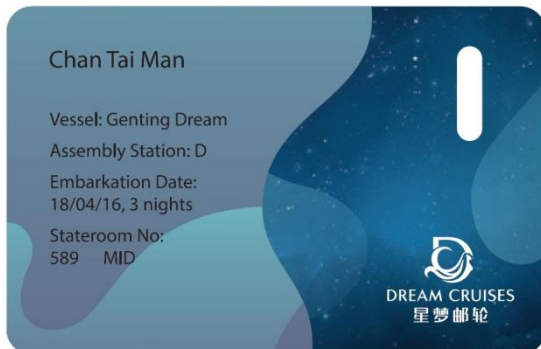 Chan Tai Man
Vessel: Genting Dream
Assembly Station: D
Embarkation Date:
18/04/16, 3 nights
Stateroom No:
589 MID
DREAM CRUISES
星梦邮轮